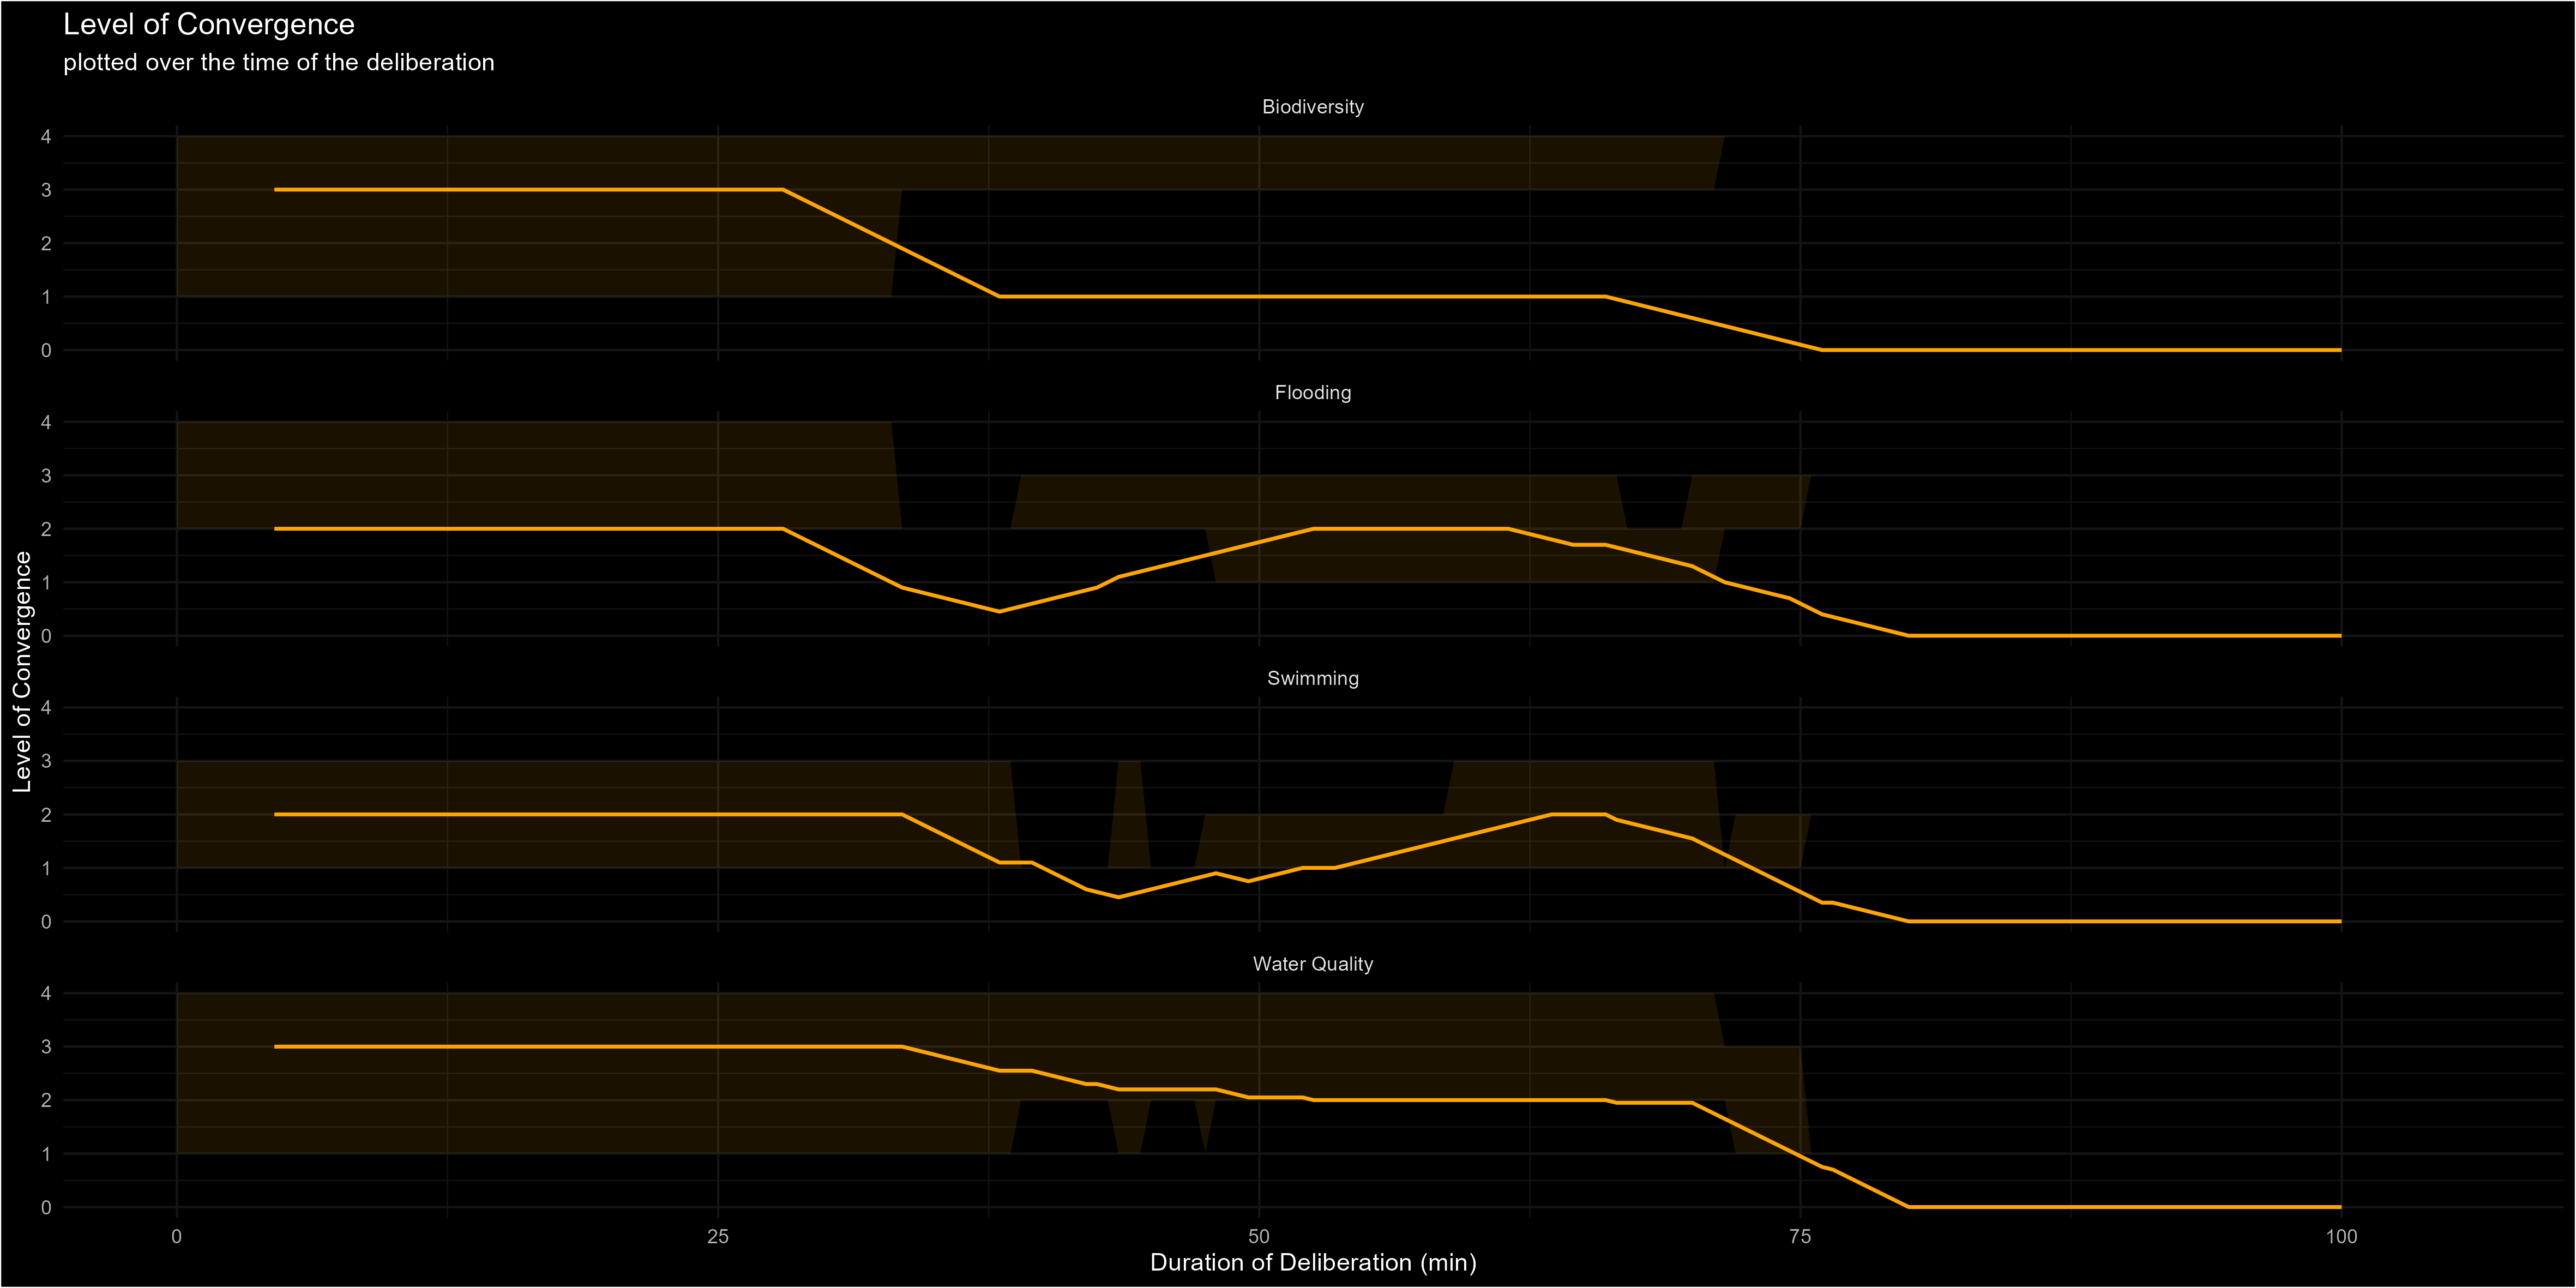 Level of Convergence
plotted over the time of the deliberation
Biodiversity
4
3
2
1
0
Flooding
4
3
2
1
0
Swimming
4
3
2
1
0
Water Quality
4
3
2
1
0
Level of Convergence
0 25 50 75 100
Duration of Deliberation (min)